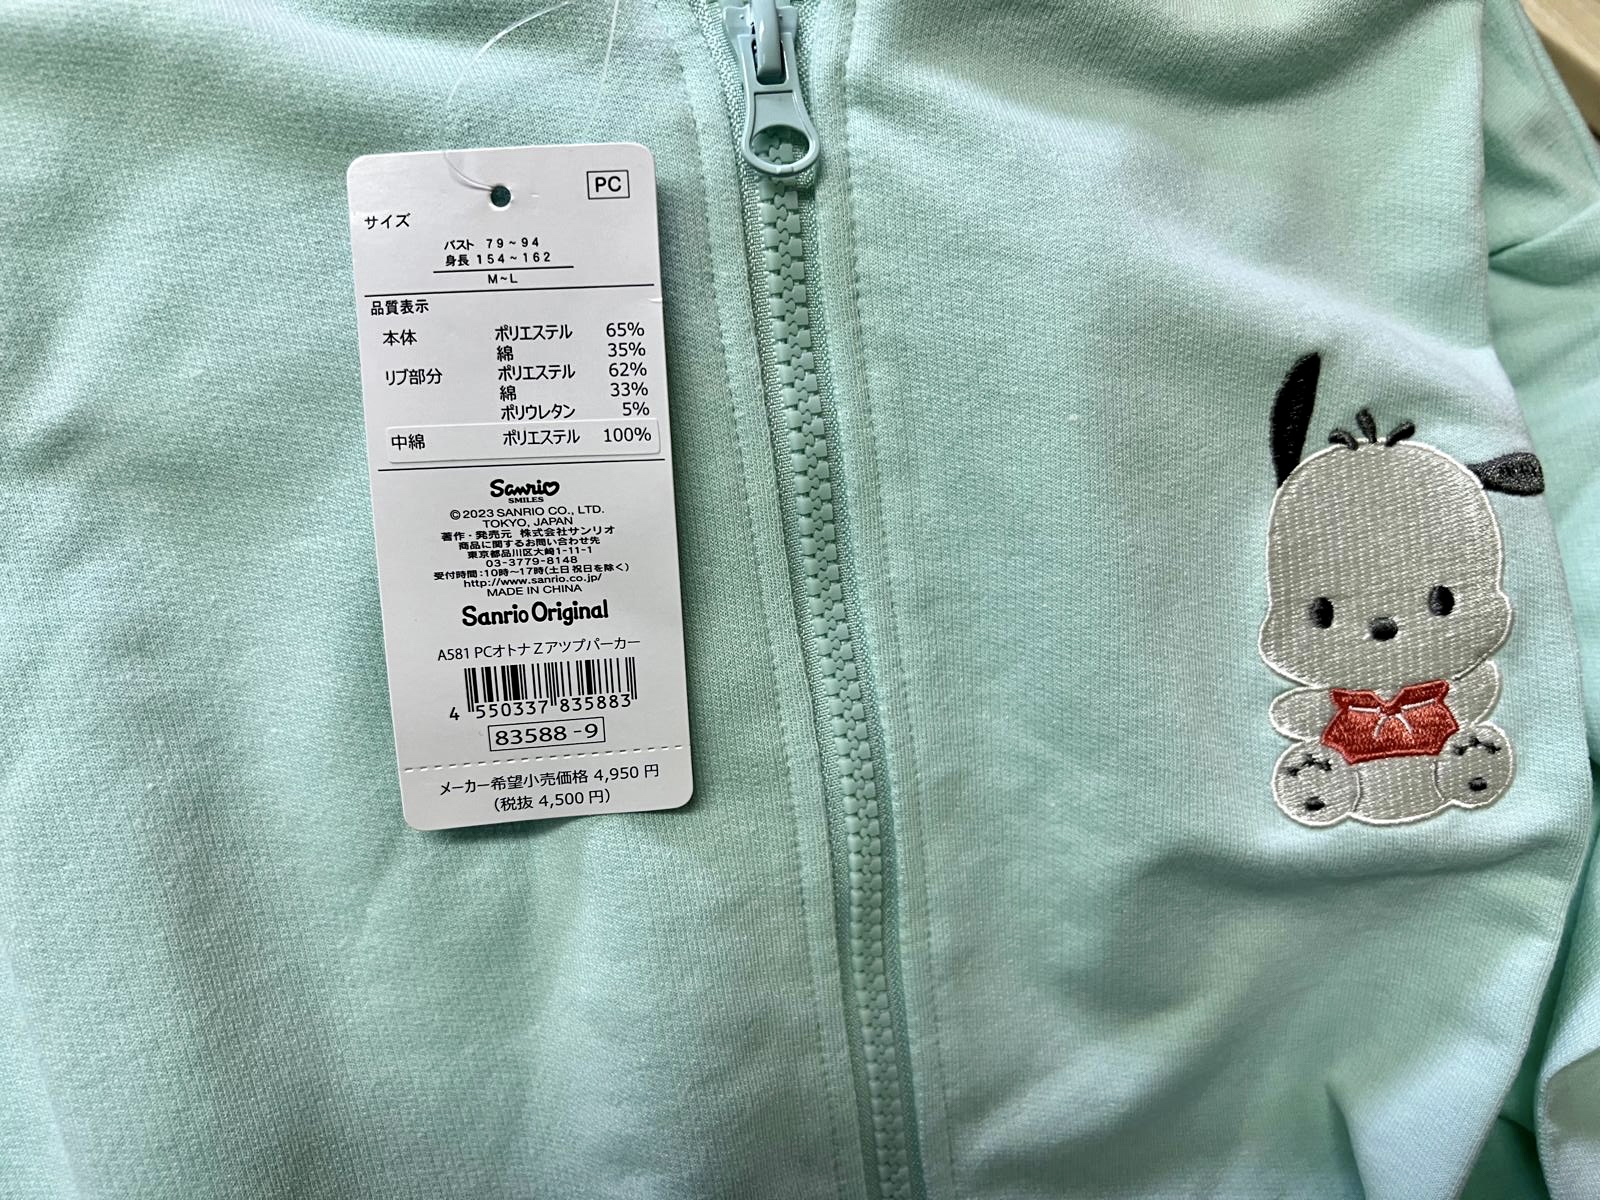 PC
サイズ
バスト 79~94
身長 154~162
M~L
品質表示
本体 ポリエステル 65%
綿 35%
リブ部分 ポリエステル 62%
綿 33%
ポリウレタン 5%
中綿 ポリエステル 100%
Sanrio
SMILES
©2023 SANRIO CO., LTD.
TOKYO, JAPAN
著作・発売元 株式会社サンリオ
商品に関するお問い合わせ先
東京都品川区大崎1-11-1
03-3779-8148
受付時間:10時~17時(土日祝日を除く)
http://www.sanrio.co.jp/
MADE IN CHINA
Sanrio Original
A581 PCオトナZアツプパーカー
4 550337 835883
83588-9
メーカー希望小売価格 4,950 円
(税抜 4,500 円)